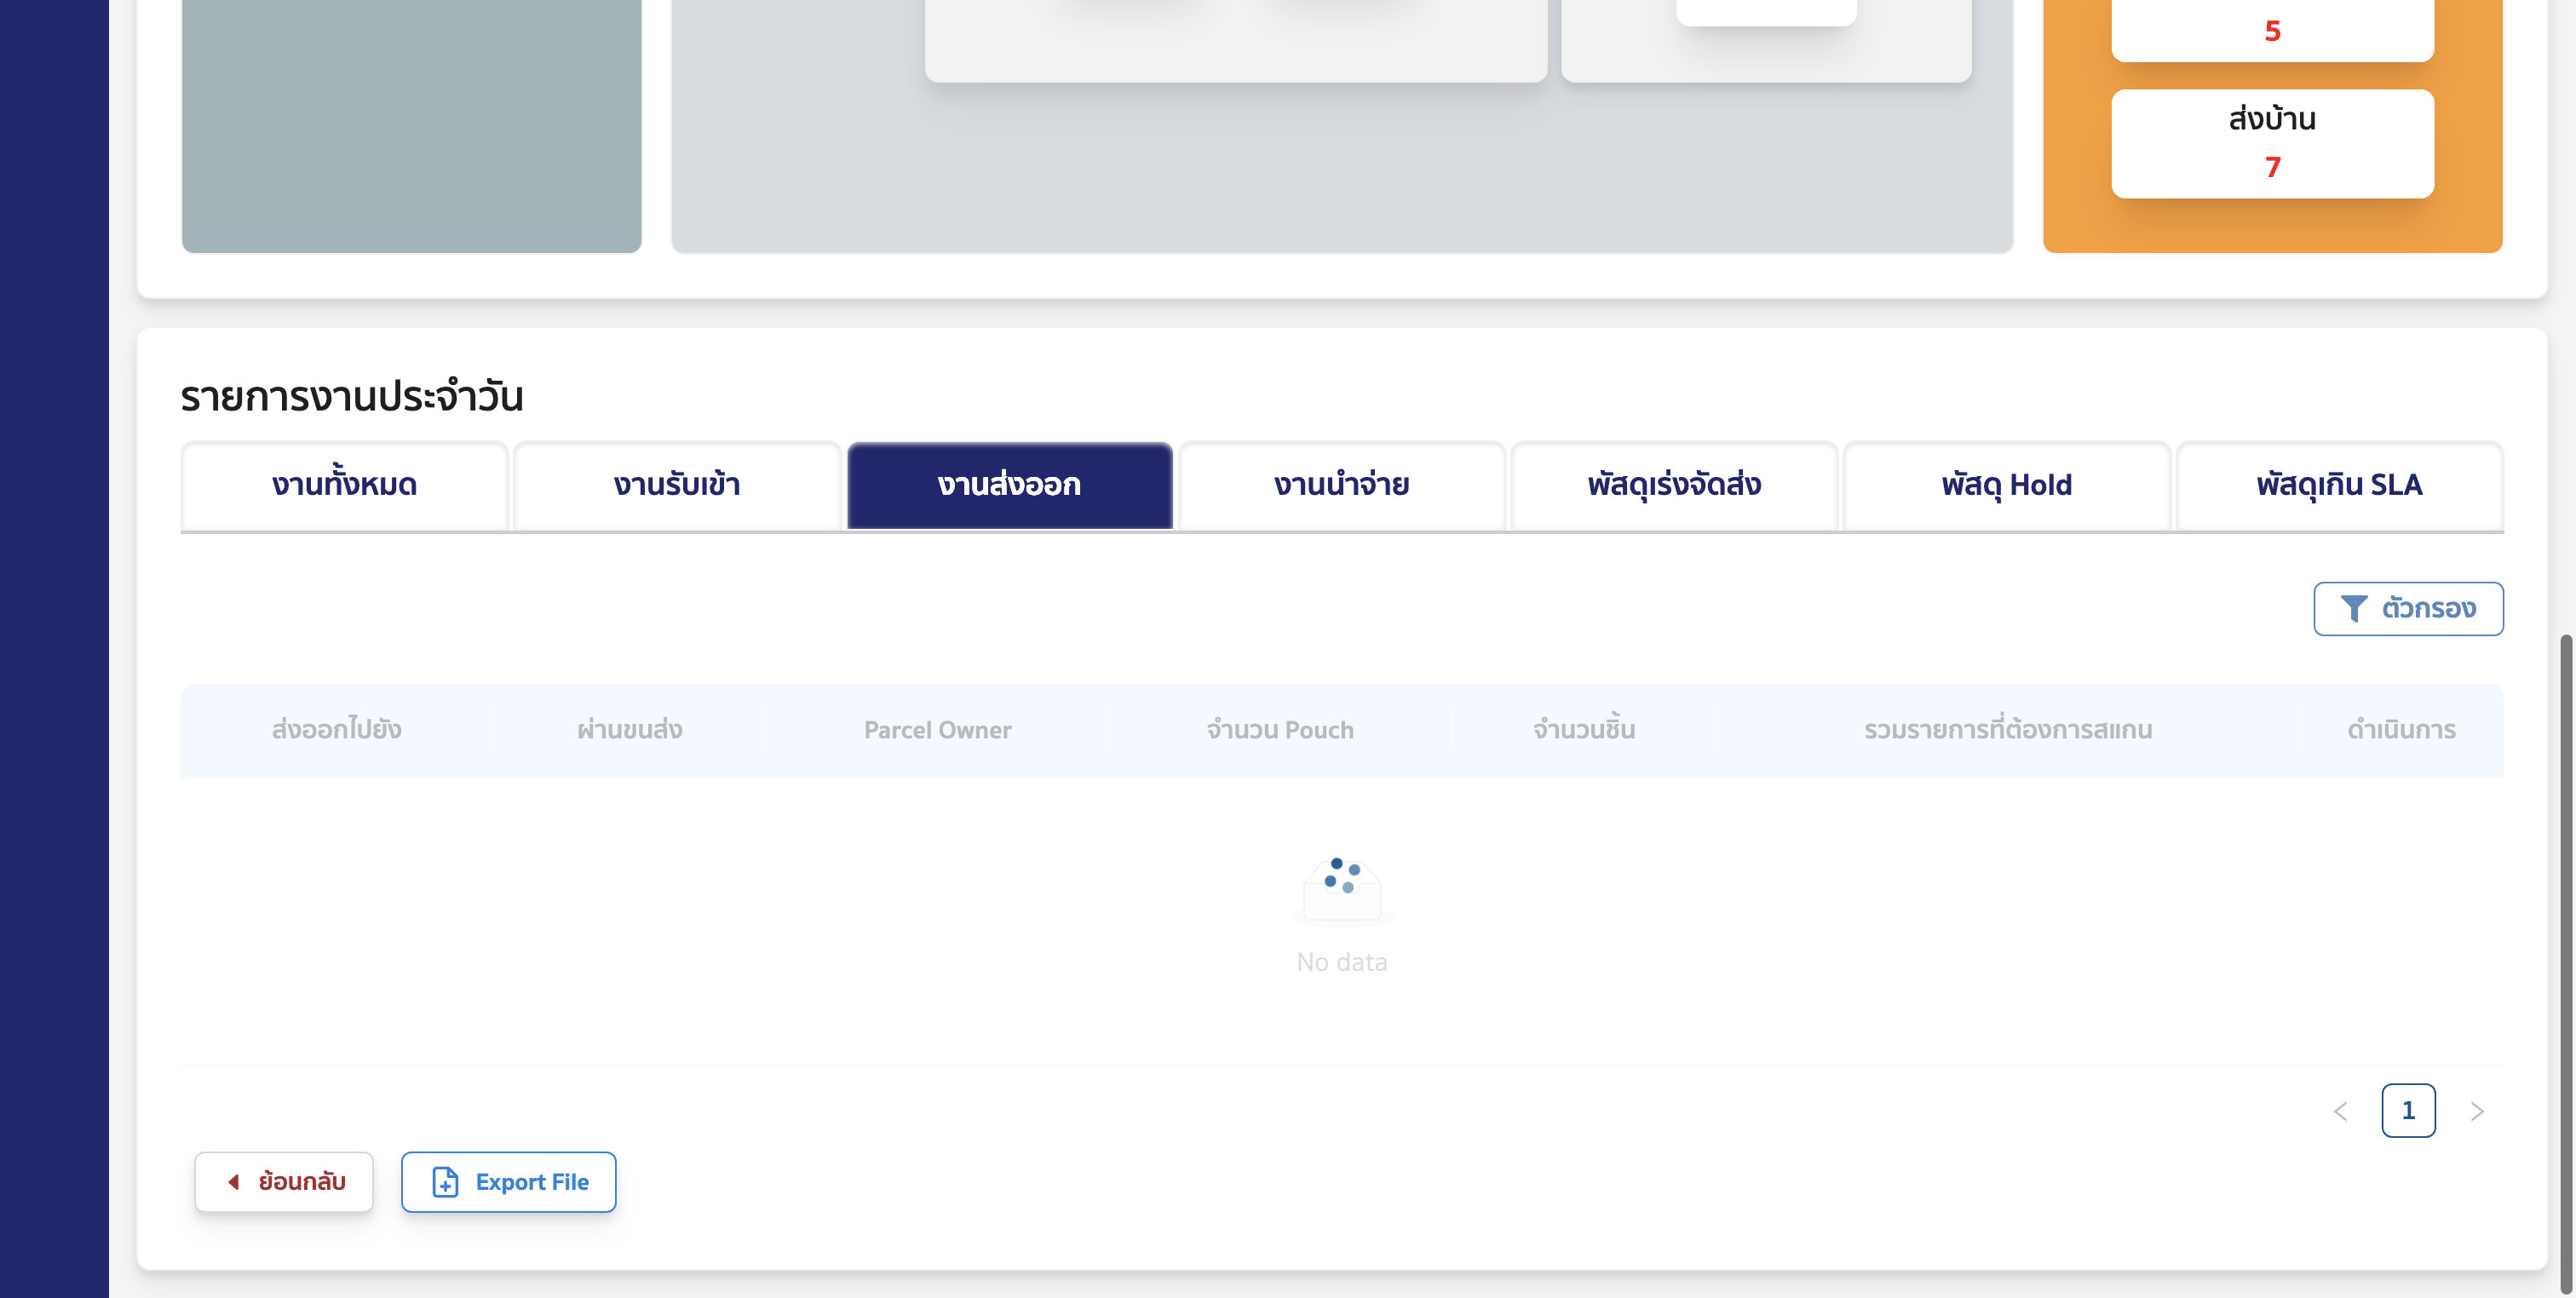 5
ส่งบ้าน
7
รายการงานประจำวัน
งานทั้งหมด
งานรับเข้า
งานส่งออก
งานนำจ่าย
พัสดุเร่งจัดส่ง
พัสดุ Hold
พัสดุเกิน SLA
ตัวกรอง
ส่งออกไปยัง
ผ่านขนส่ง
Parcel Owner
จำนวน Pouch
จำนวนชิ้น
รวมรายการที่ต้องการสแกน
ดำเนินการ
No data
1
ย้อนกลับ
Export File